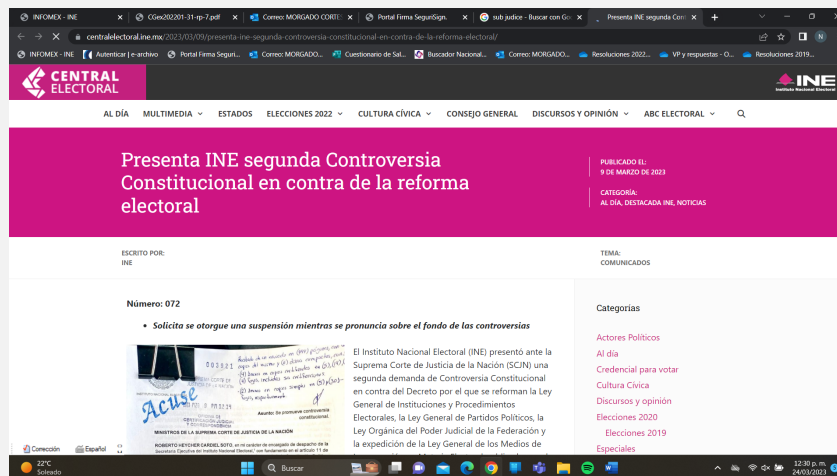 INFOMEX - INE
CGex202201-31-rp-7.pdf
Correo: MORGADO CORTE
Portal Firma SegunSign.
sub judice - Buscar con Goo
Presenta INE segunda Contro
centralelectoral.ine.mx/2023/03/09/presenta-ine-segunda-controversia-constitucional-en-contra-de-la-reforma-electoral/
INFOMEX - INE
Autenticar | e-archivo
Portal Firma Seguri...
Correo: MORGADO...
Cuestionario de Sal...
Buscador Nacional...
Correo: MORGADO...
Resoluciones 2022...
VP y respuestas - O...
Resoluciones 2019...
CENTRAL
ELECTORAL
INE
Instituto Nacional Electoral
AL DÍA MULTIMEDIA ESTADOS ELECCIONES 2022 CULTURA CÍVICA CONSEJO GENERAL DISCURSOS Y OPINIÓN ABC ELECTORAL
Presenta INE segunda Controversia
Constitucional en contra de la reforma
electoral
PUBLICADO EL:
9 DE MARZO DE 2023
CATEGORÍA:
AL DÍA, DESTACADA INE, NOTICIAS
ESCRITO POR:
INE
TEMA:
COMUNICADOS
Número: 072
• Solicita se otorgue una suspensión mientras se pronuncia sobre el fondo de las controversias
Acuse
Asunto: Se promueve controversia
constitucional.
MINISTROS DE LA SUPREMA CORTE DE JUSTICIA DE LA NACIÓN
El Instituto Nacional Electoral (INE) presentó ante la
Suprema Corte de Justicia de la Nación (SCJN) una
segunda demanda de Controversia Constitucional
en contra del Decreto por el que se reforman la Ley
General de Instituciones y Procedimientos
Electorales, la Ley General de Partidos Políticos, la
Ley Orgánica del Poder Judicial de la Federación y
la expedición de la Ley General de los Medios de
Categorías
Actores Políticos
Al día
Credencial para votar
Cultura Cívica
Discursos y opinión
Elecciones 2020
Elecciones 2019
Especiales
Corrección
Español
22°C
Soleado
Buscar
12:30 p. m.
24/03/2023